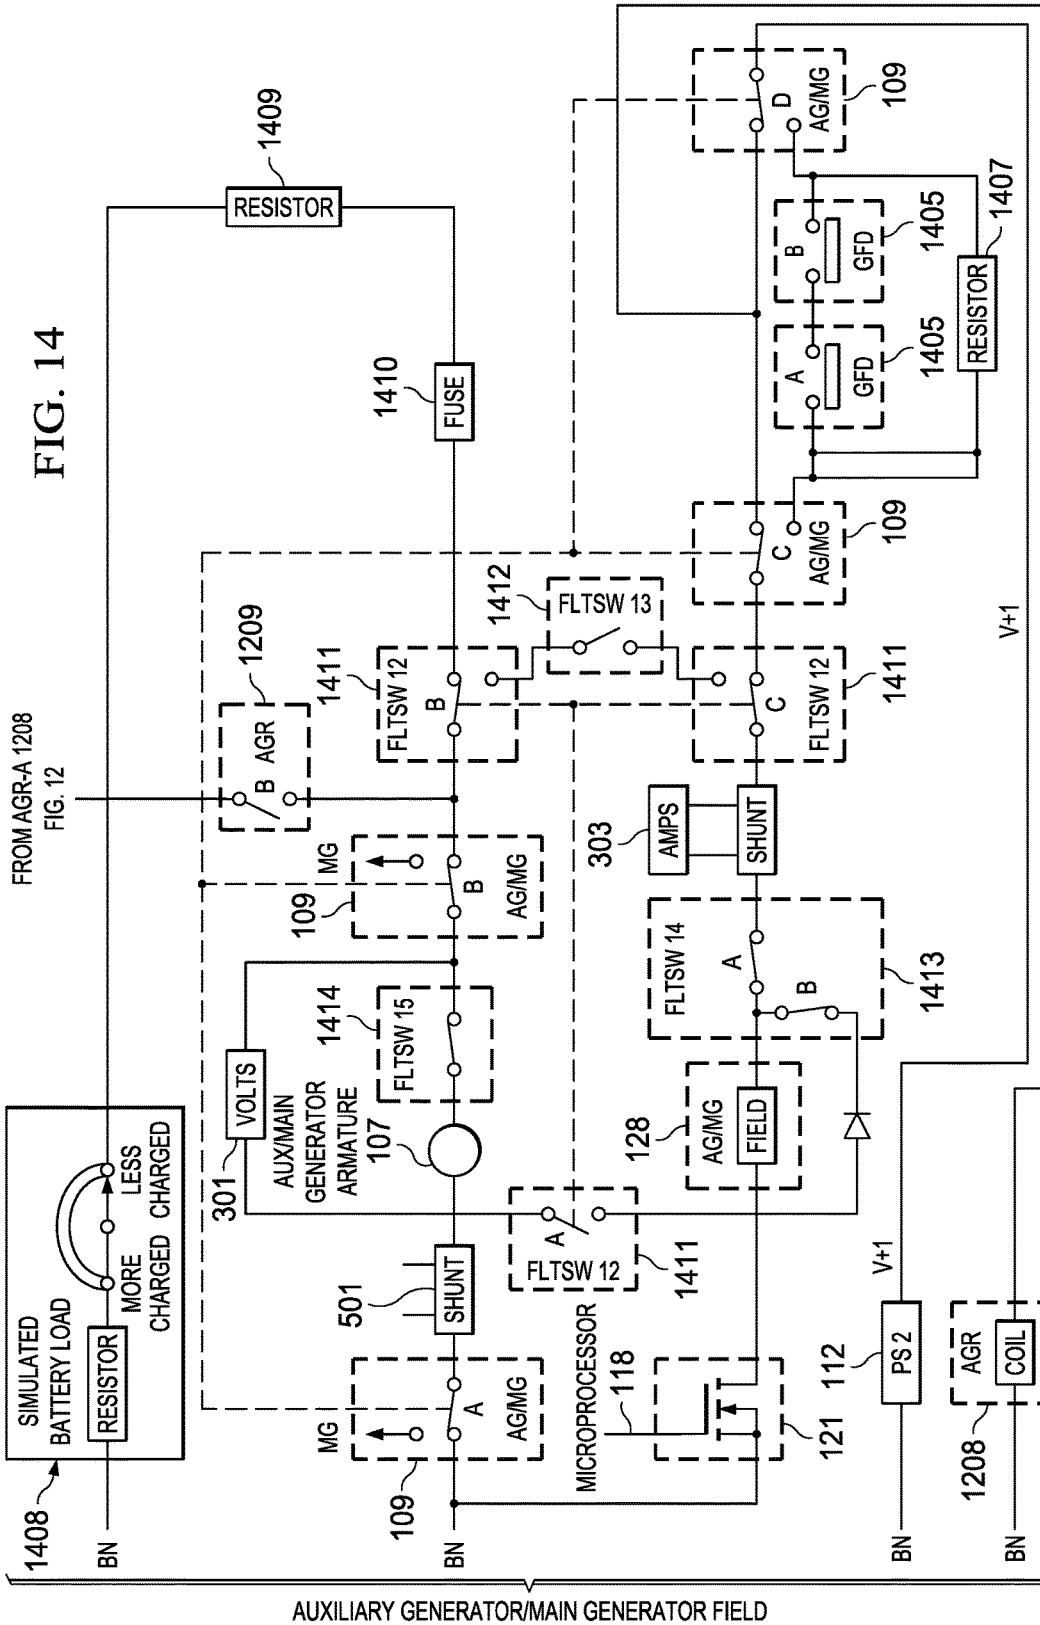 FIG. 14
1408
SIMULATED
BATTERY LOAD
RESISTOR
MORE
CHARGED
LESS
CHARGED
BN
1409
RESISTOR
1410
FUSE
FROM AGR-A 1208
FIG. 12
1209
B
AGR
301
VOLTS
MG
109
B
AG/MG
1411
FLTSW 12
B
1412
FLTSW 13
AUX/MAIN
GENERATOR
ARMATURE
107
1414
FLTSW 15
501
SHUNT
MG
A
AG/MG
109
BN
A
FLTSW 12
1411
MICROPROCESSOR
118
121
128
AG/MG
FIELD
FLTSW 14
A
B
1413
303
AMPS
SHUNT
C
FLTSW 12
1411
C
AG/MG
109
D
AG/MG
109
A
GFD
1405
B
GFD
1405
RESISTOR
1407
BN
112
PS 2
V+1
V+1
BN
1208
AGR
COIL
AUXILIARY GENERATOR/MAIN GENERATOR FIELD